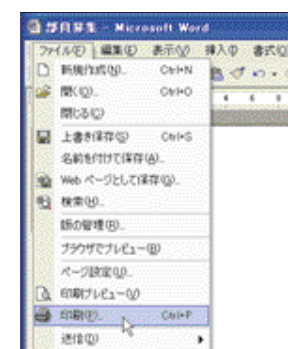 部員募集 - Microsoft Word
ファイル(F) 編集(E) 表示(V) 挿入(I) 書式(O)
新規作成(N)... Ctrl+N
開く(O)... Ctrl+O
閉じる(C)
上書き保存(S) Ctrl+S
名前を付けて保存(A)...
Web ページとして保存(G)...
検索(H)...
版の管理(R)...
ブラウザでプレビュー(B)
ページ設定(U)...
印刷プレビュー(V)
印刷(P)... Ctrl+P
送信(D)